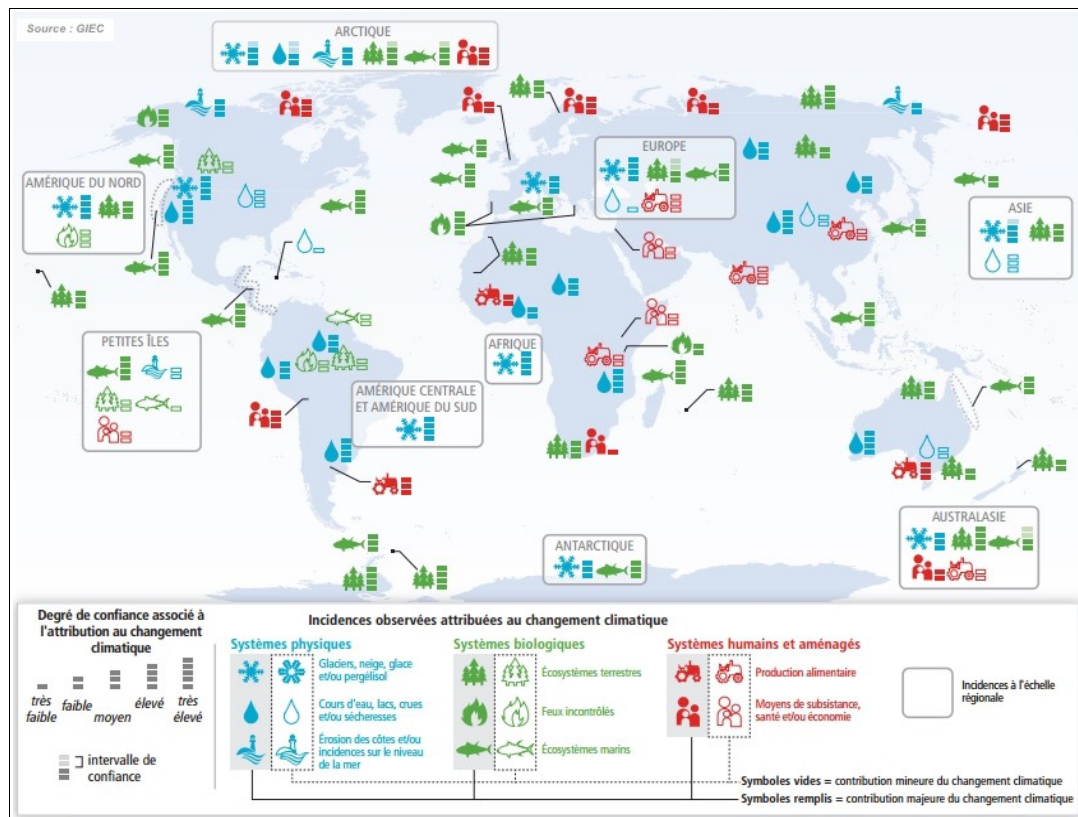 Source : GIEC
ARCTIQUE
EUROPE
AMÉRIQUE DU NORD
ASIE
PETITES ÎLES
AFRIQUE
AMÉRIQUE CENTRALE
ET AMÉRIQUE DU SUD
AUSTRALASIE
ANTARCTIQUE
Degré de confiance associé à
l'attribution au changement
climatique
très
faible
faible
moyen
élevé
très
élevé
intervalle de
confiance
Incidences observées attribuées au changement climatique
Systèmes physiques
Glaciers, neige, glace
et/ou pergélisol
Cours d'eau, lacs, crues
et/ou sécheresses
Érosion des côtes et/ou
incidences sur le niveau
de la mer
Systèmes biologiques
Écosystèmes terrestres
Feux incontrôlés
Écosystèmes marins
Systèmes humains et aménagés
Production alimentaire
Moyens de subsistance,
santé et/ou économie
Incidences à l'échelle
régionale
Symboles vides = contribution mineure du changement climatique
Symboles remplis = contribution majeure du changement climatique